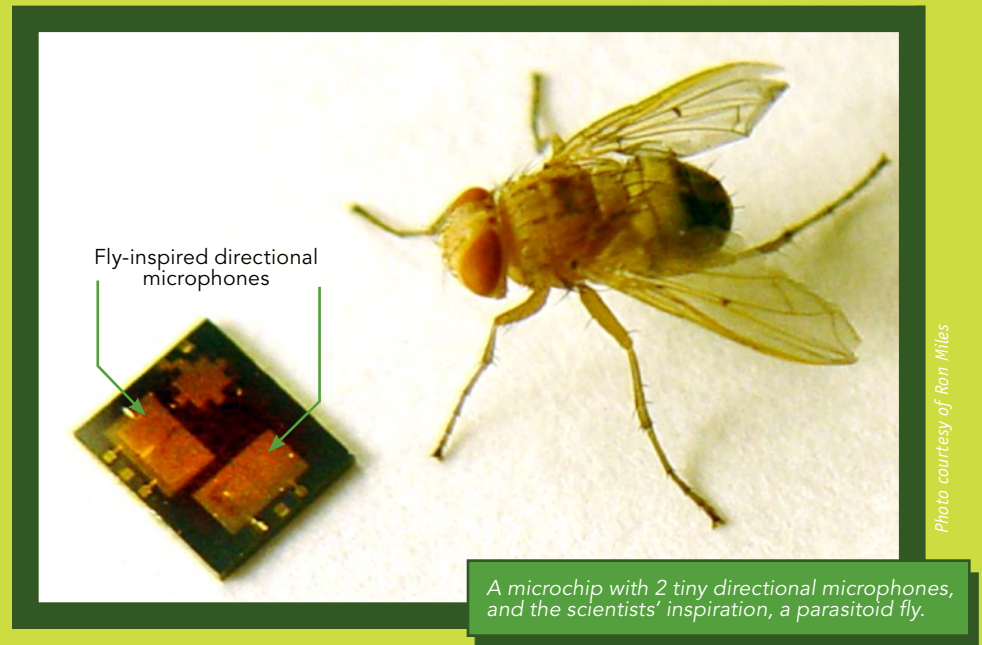 Fly-inspired directional
microphones
Photo courtesy of Ron Miles
A microchip with 2 tiny directional microphones,
and the scientists’ inspiration, a parasitoid fly.